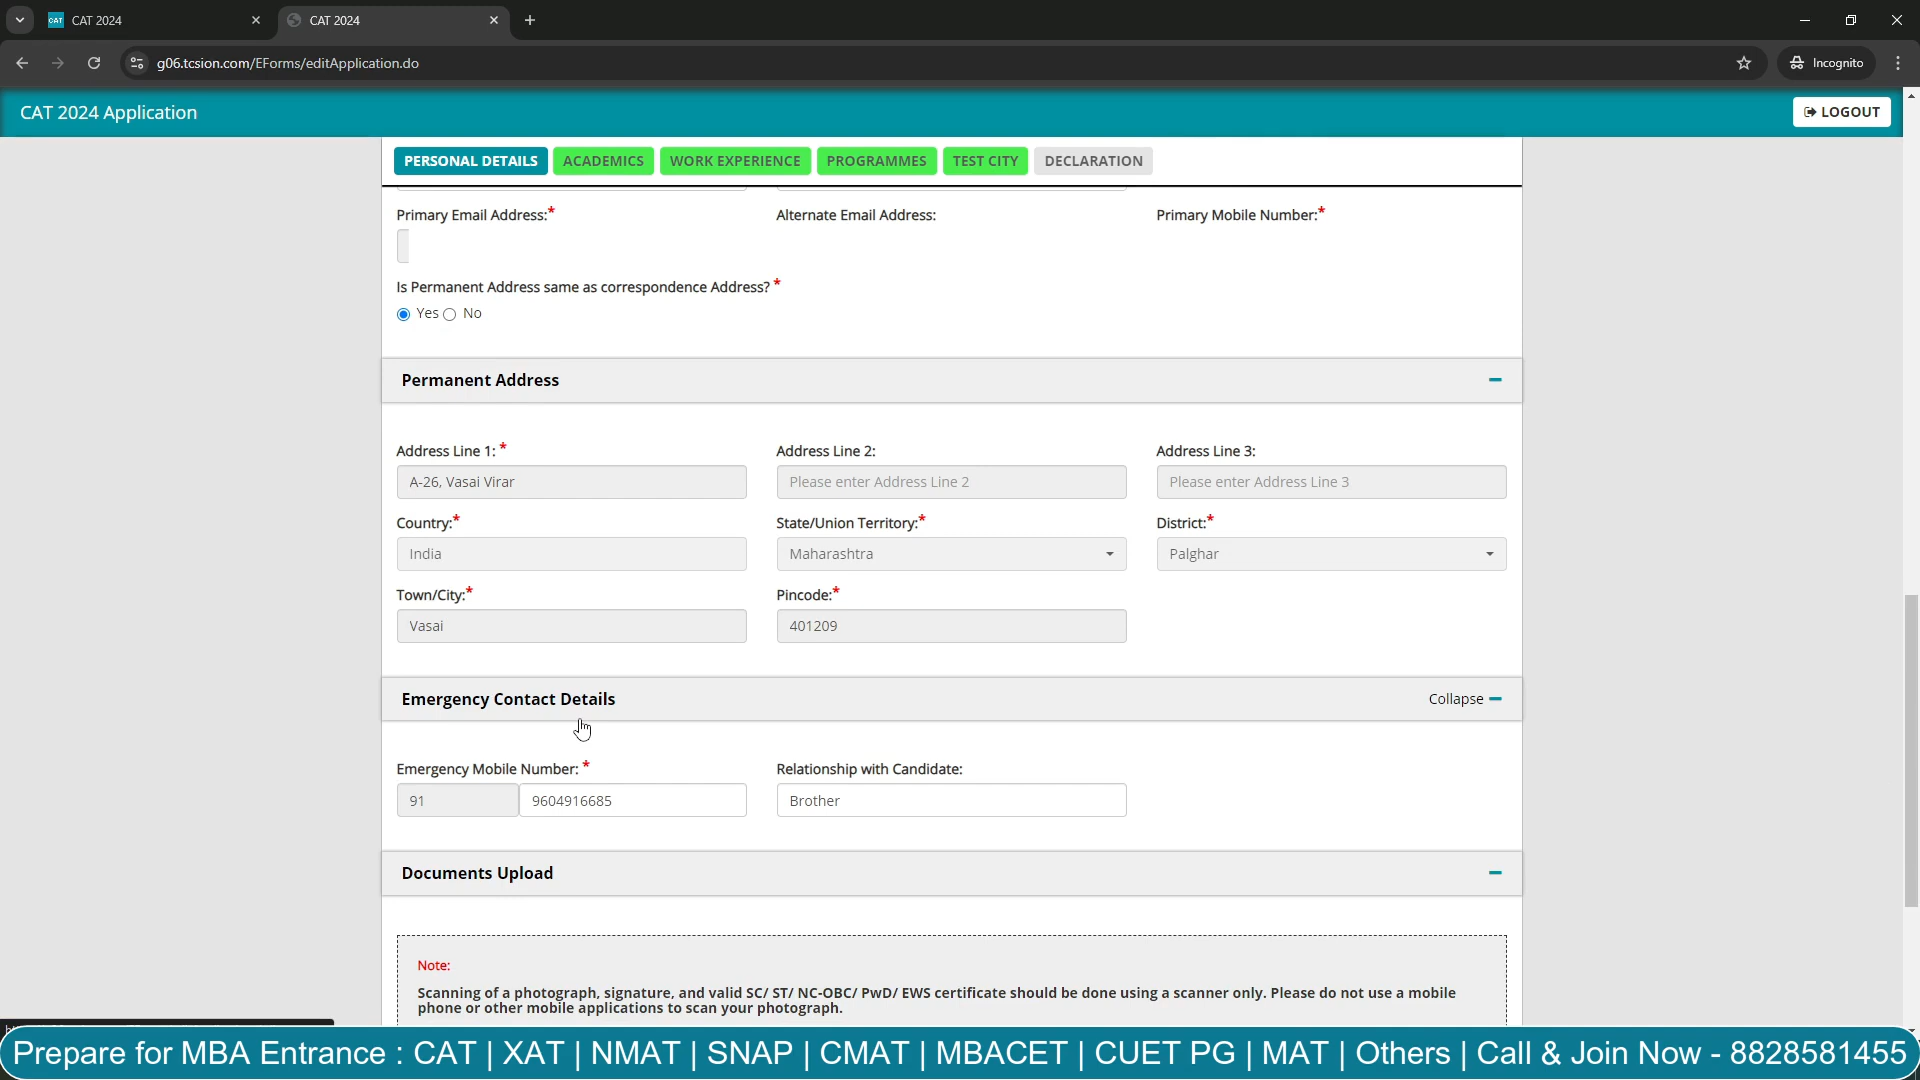 CAT 2024
CAT 2024
g06.tcsion.com/EForms/editApplication.do
Incognito
CAT 2024 Application
LOGOUT
PERSONAL DETAILS ACADEMICS WORK EXPERIENCE PROGRAMMES TEST CITY DECLARATION
Primary Email Address:* Alternate Email Address: Primary Mobile Number:*
Is Permanent Address same as correspondence Address? *
Yes No
Permanent Address
Address Line 1: * Address Line 2: Address Line 3:
A-26, Vasai Virar Please enter Address Line 2 Please enter Address Line 3
Country:* State/Union Territory:* District:*
India Maharashtra Palghar
Town/City:* Pincode:*
Vasai 401209
Emergency Contact Details Collapse
Emergency Mobile Number: * Relationship with Candidate:
91 9604916685 Brother
Documents Upload
Note:
Scanning of a photograph, signature, and valid SC/ ST/ NC-OBC/ PwD/ EWS certificate should be done using a scanner only. Please do not use a mobile
phone or other mobile applications to scan your photograph.
Prepare for MBA Entrance : CAT | XAT | NMAT | SNAP | CMAT | MBACET | CUET PG | MAT | Others | Call & Join Now - 8828581455